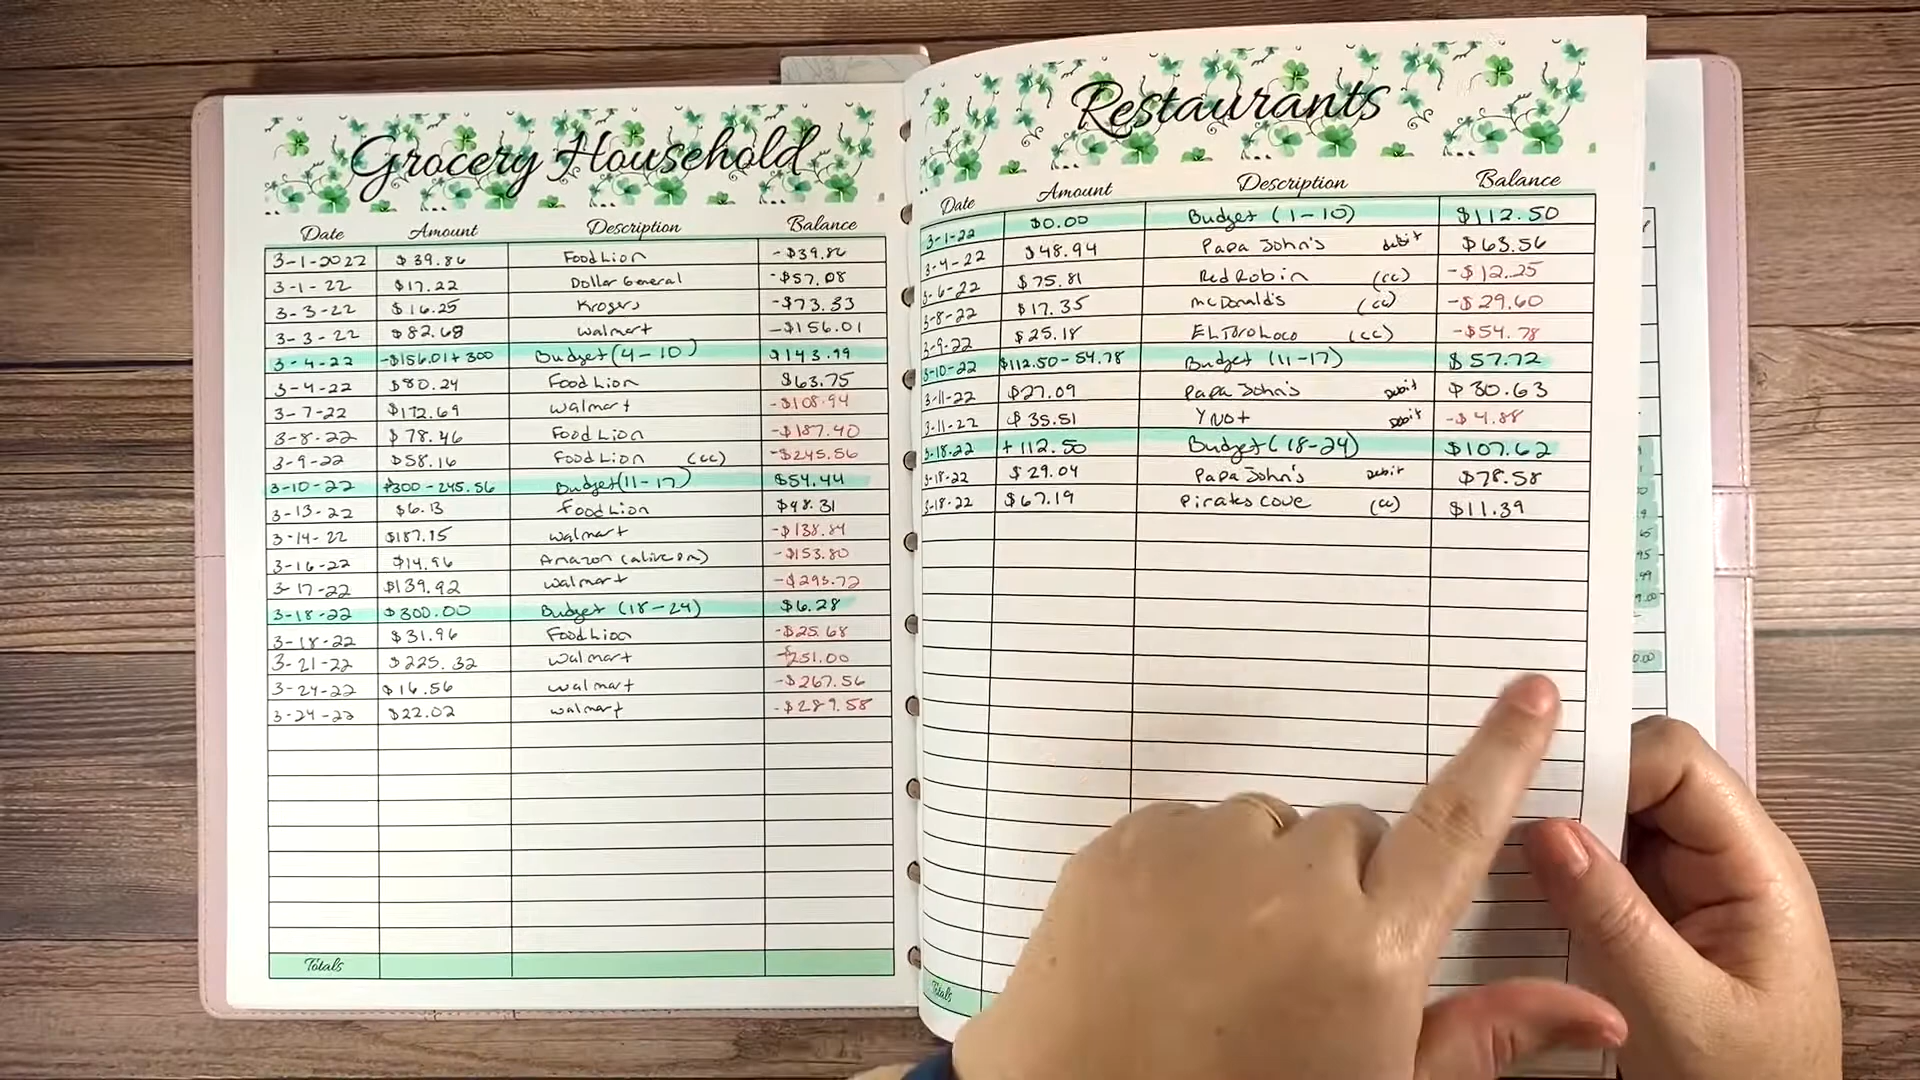 Grocery Household
Date Amount Description Balance
3-1-2022 $39.86 Food Lion -$39.86
3-1-22 $17.22 Dollar General -$57.08
3-3-22 $16.25 Krogers -$73.33
3-3-22 $82.68 Walmart -$156.01
3-4-22 -$156.01+300 Budget (4-10) $143.99
3-4-22 $80.24 Food Lion $63.75
3-7-22 $172.69 Walmart -$108.94
3-8-22 $78.46 Food Lion -$187.40
3-9-22 $58.16 Food Lion (cc) -$245.56
3-10-22 $300-245.56 Budget (11-17) $54.44
3-13-22 $6.13 Food Lion $48.31
3-14-22 $187.15 Walmart -$138.84
3-16-22 $14.96 Amazon -$153.80
3-17-22 $139.92 Walmart -$293.72
3-18-22 $300.00 Budget (18-24) $6.28
3-18-22 $31.96 Food Lion -$25.68
3-21-22 $225.32 Walmart -$251.00
3-24-22 $16.56 Walmart -$267.56
3-24-22 $22.02 Walmart -$289.58
Totals
Restaurants
Date Amount Description Balance
3-1-22 $0.00 Budget (1-10) $112.50
3-4-22 $48.94 Papa John's debit $63.56
3-6-22 $75.81 Red Robin (cc) -$12.25
3-8-22 $17.35 McDonald's (cc) -$29.60
3-9-22 $25.18 El Toro Loco (cc) -$54.78
3-10-22 $112.50-54.78 Budget (11-17) $57.72
3-11-22 $27.09 Papa John's Debit $30.63
3-11-22 $35.51 YNot Debit -$4.88
3-18-22 +112.50 Budget (18-24) $107.62
3-18-22 $29.04 Papa John's Debit $78.58
3-18-22 $67.19 Pirates Cove (cc) $11.39
Totals